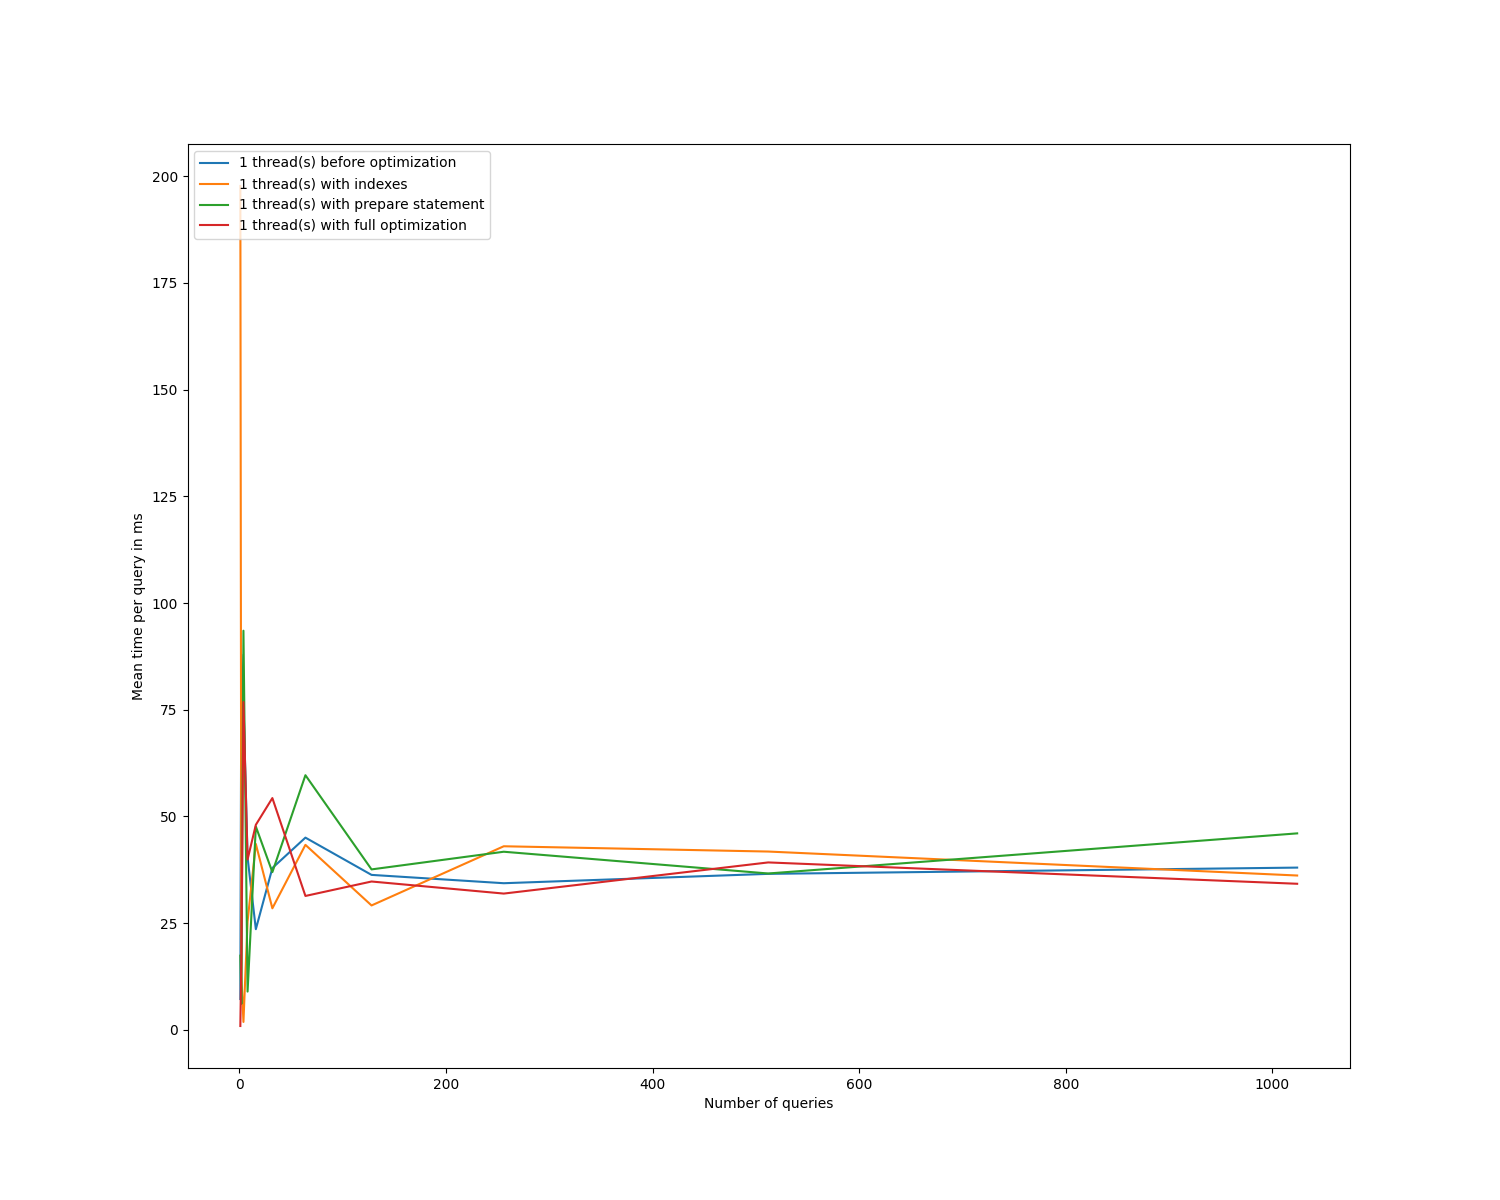 1 thread(s) before optimization
1 thread(s) with indexes
1 thread(s) with prepare statement
1 thread(s) with full optimization
200
175
150
125
100
75
50
25
0
Mean time per query in ms
0 200 400 600 800 1000
Number of queries